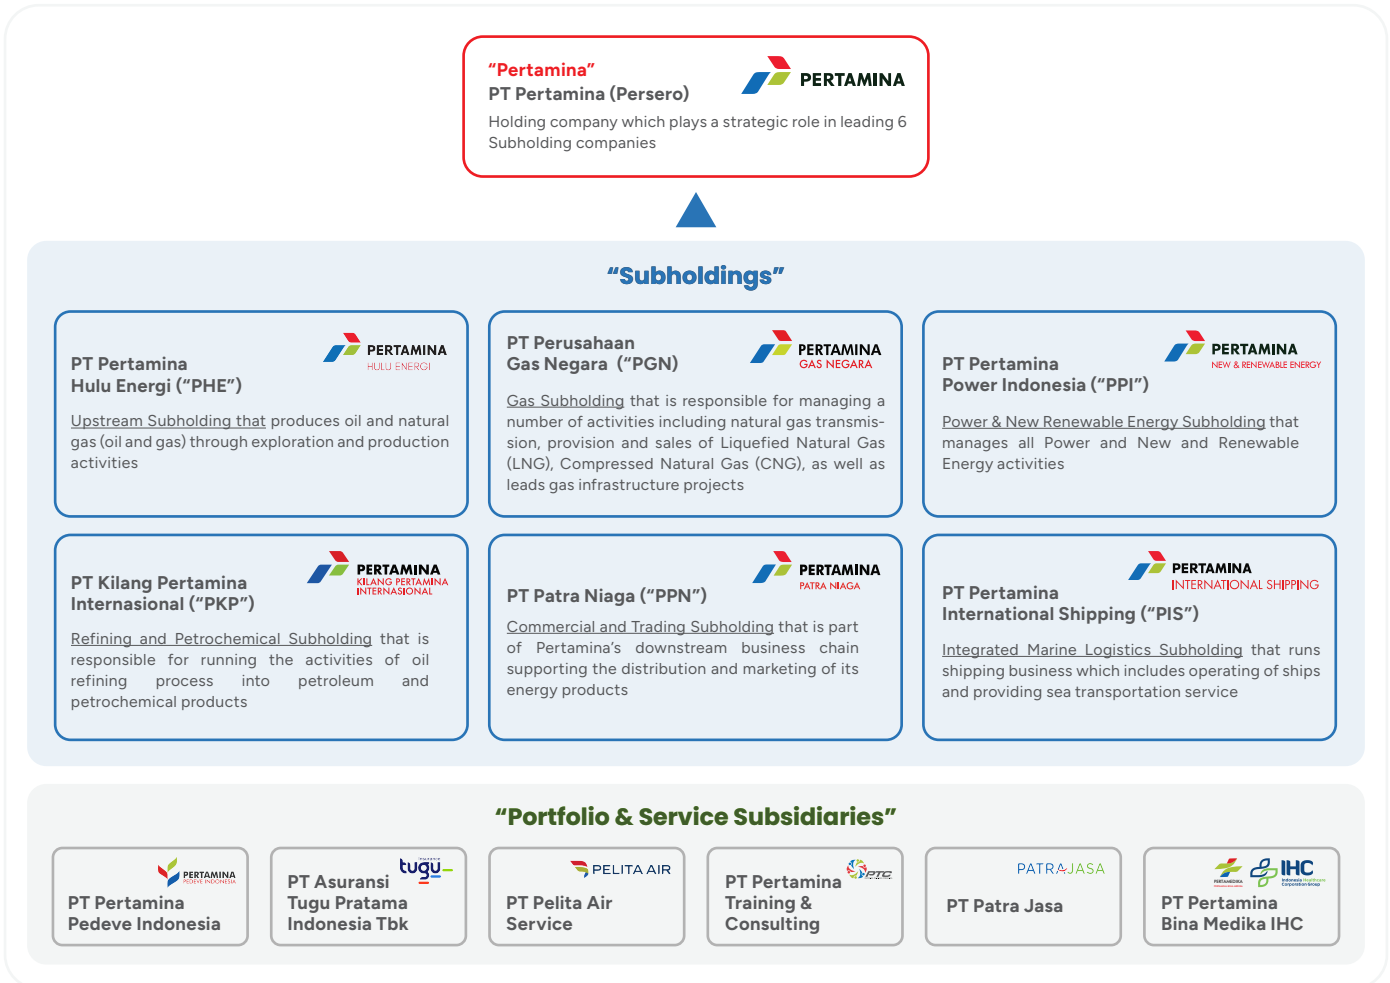 “Pertamina”
PT Pertamina (Persero)
PERTAMINA
Holding company which plays a strategic role in leading 6
Subholding companies
“Subholdings”
PERTAMINA
HULU ENERGI
PT Pertamina
Hulu Energi (“PHE”)
Upstream Subholding that produces oil and natural
gas (oil and gas) through exploration and production
activities
PERTAMINA
GAS NEGARA
PT Perusahaan
Gas Negara (“PGN)
Gas Subholding that is responsible for managing a
number of activities including natural gas transmis-
sion, provision and sales of Liquefied Natural Gas
(LNG), Compressed Natural Gas (CNG), as well as
leads gas infrastructure projects
PERTAMINA
NEW & RENEWABLE ENERGY
PT Pertamina
Power Indonesia (“PPI”)
Power & New Renewable Energy Subholding that
manages all Power and New and Renewable
Energy activities
PERTAMINA
KILANG PERTAMINA
INTERNASIONAL
PT Kilang Pertamina
Internasional (“PKP”)
Refining and Petrochemical Subholding that is
responsible for running the activities of oil
refining process into petroleum and
petrochemical products
PERTAMINA
PATRA NIAGA
PT Patra Niaga (“PPN”)
Commercial and Trading Subholding that is part
of Pertamina’s downstream business chain
supporting the distribution and marketing of its
energy products
PERTAMINA
INTERNATIONAL SHIPPING
PT Pertamina
International Shipping (“PIS”)
Integrated Marine Logistics Subholding that runs
shipping business which includes operating of ships
and providing sea transportation service
“Portfolio & Service Subsidiaries”
PERTAMINA
PEDEVE INDONESIA
PT Pertamina
Pedeve Indonesia
insurance
tugu
PT Asuransi
Tugu Pratama
Indonesia Tbk
PELITA AIR
PT Pelita Air
Service
PTC
PT Pertamina
Training &
Consulting
PATRA JASA
PT Patra Jasa
PERTAMEDIKA
IHC
Indonesia Healthcare
Corporation Group
PT Pertamina
Bina Medika IHC